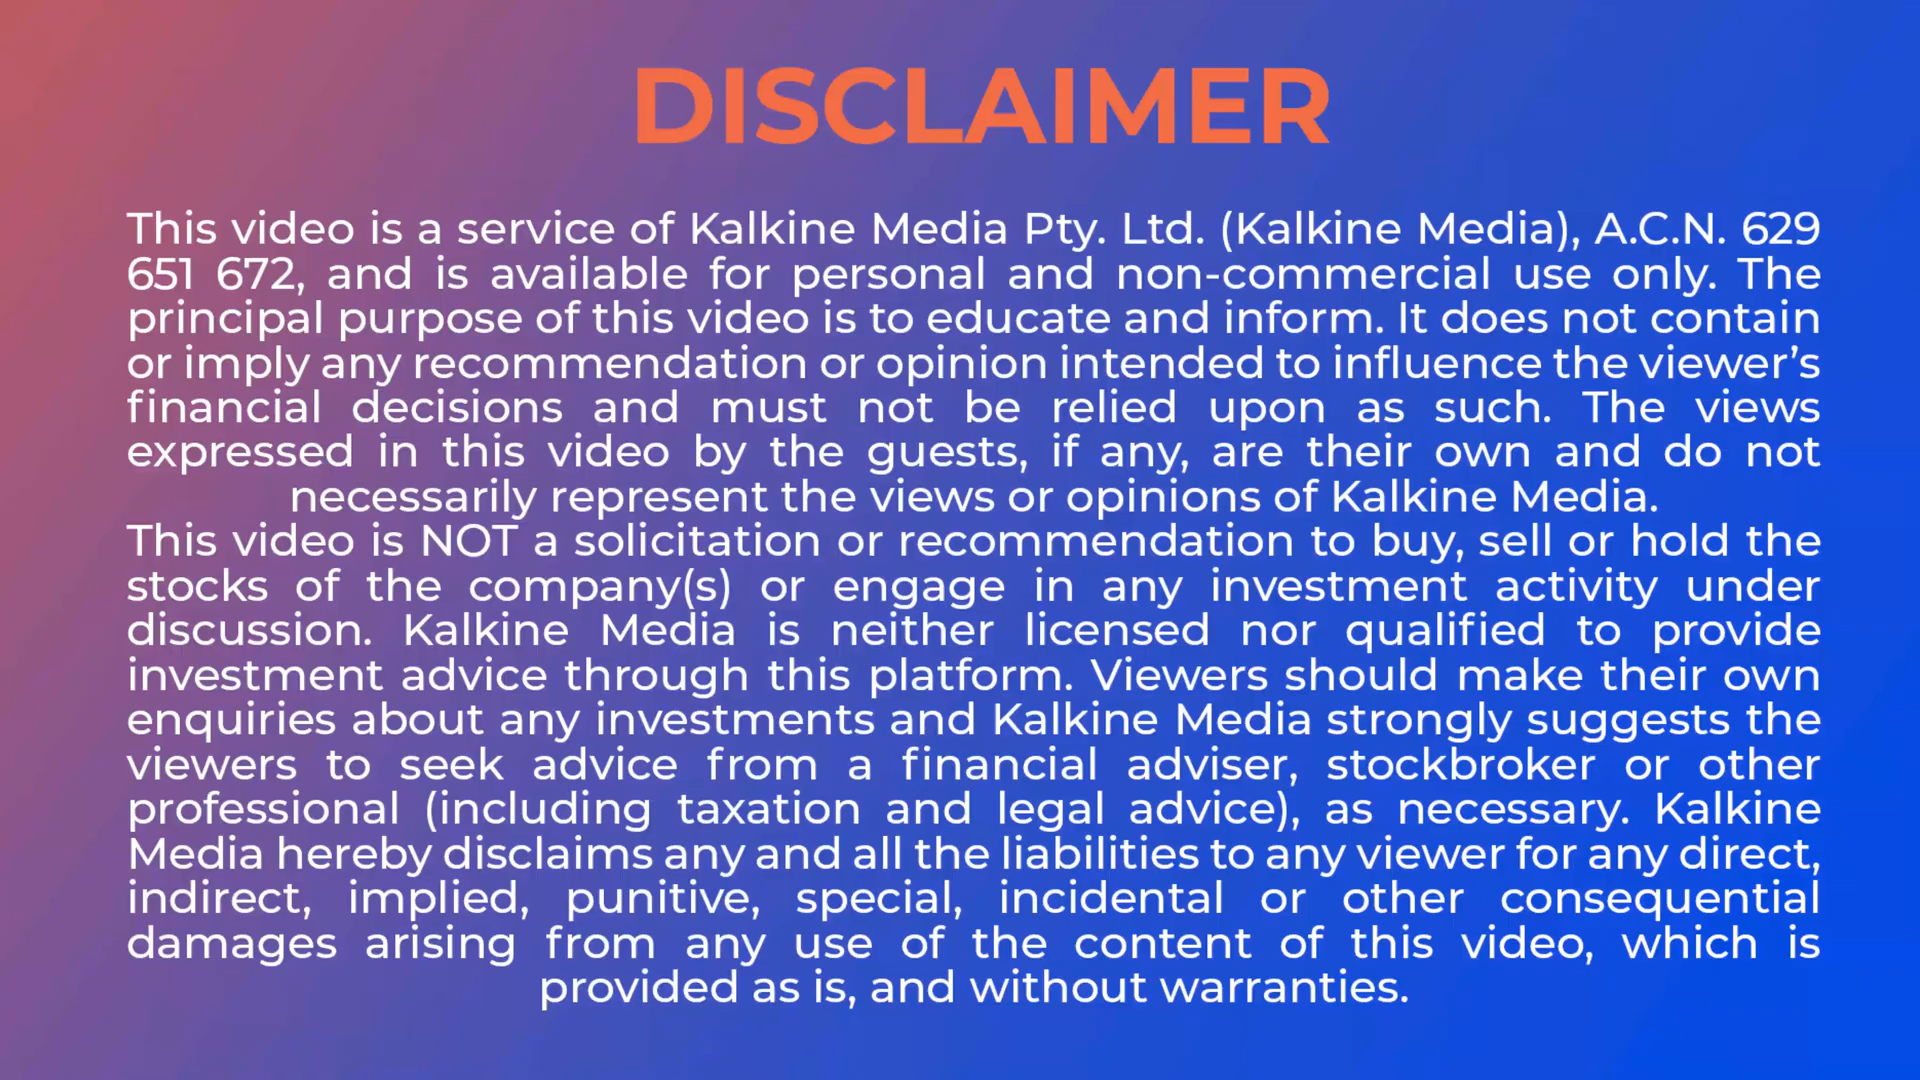 DISCLAIMER
This video is a service of Kalkine Media Pty. Ltd. (Kalkine Media), A.C.N. 629
651 672, and is available for personal and non-commercial use only. The
principal purpose of this video is to educate and inform. It does not contain
or imply any recommendation or opinion intended to influence the viewer’s
financial decisions and must not be relied upon as such. The views
expressed in this video by the guests, if any, are their own and do not
necessarily represent the views or opinions of Kalkine Media.
This video is NOT a solicitation or recommendation to buy, sell or hold the
stocks of the company(s) or engage in any investment activity under
discussion. Kalkine Media is neither licensed nor qualified to provide
investment advice through this platform. Viewers should make their own
enquiries about any investments and Kalkine Media strongly suggests the
viewers to seek advice from a financial adviser, stockbroker or other
professional (including taxation and legal advice), as necessary. Kalkine
Media hereby disclaims any and all the liabilities to any viewer for any direct,
indirect, implied, punitive, special, incidental or other consequential
damages arising from any use of the content of this video, which is
provided as is, and without warranties.